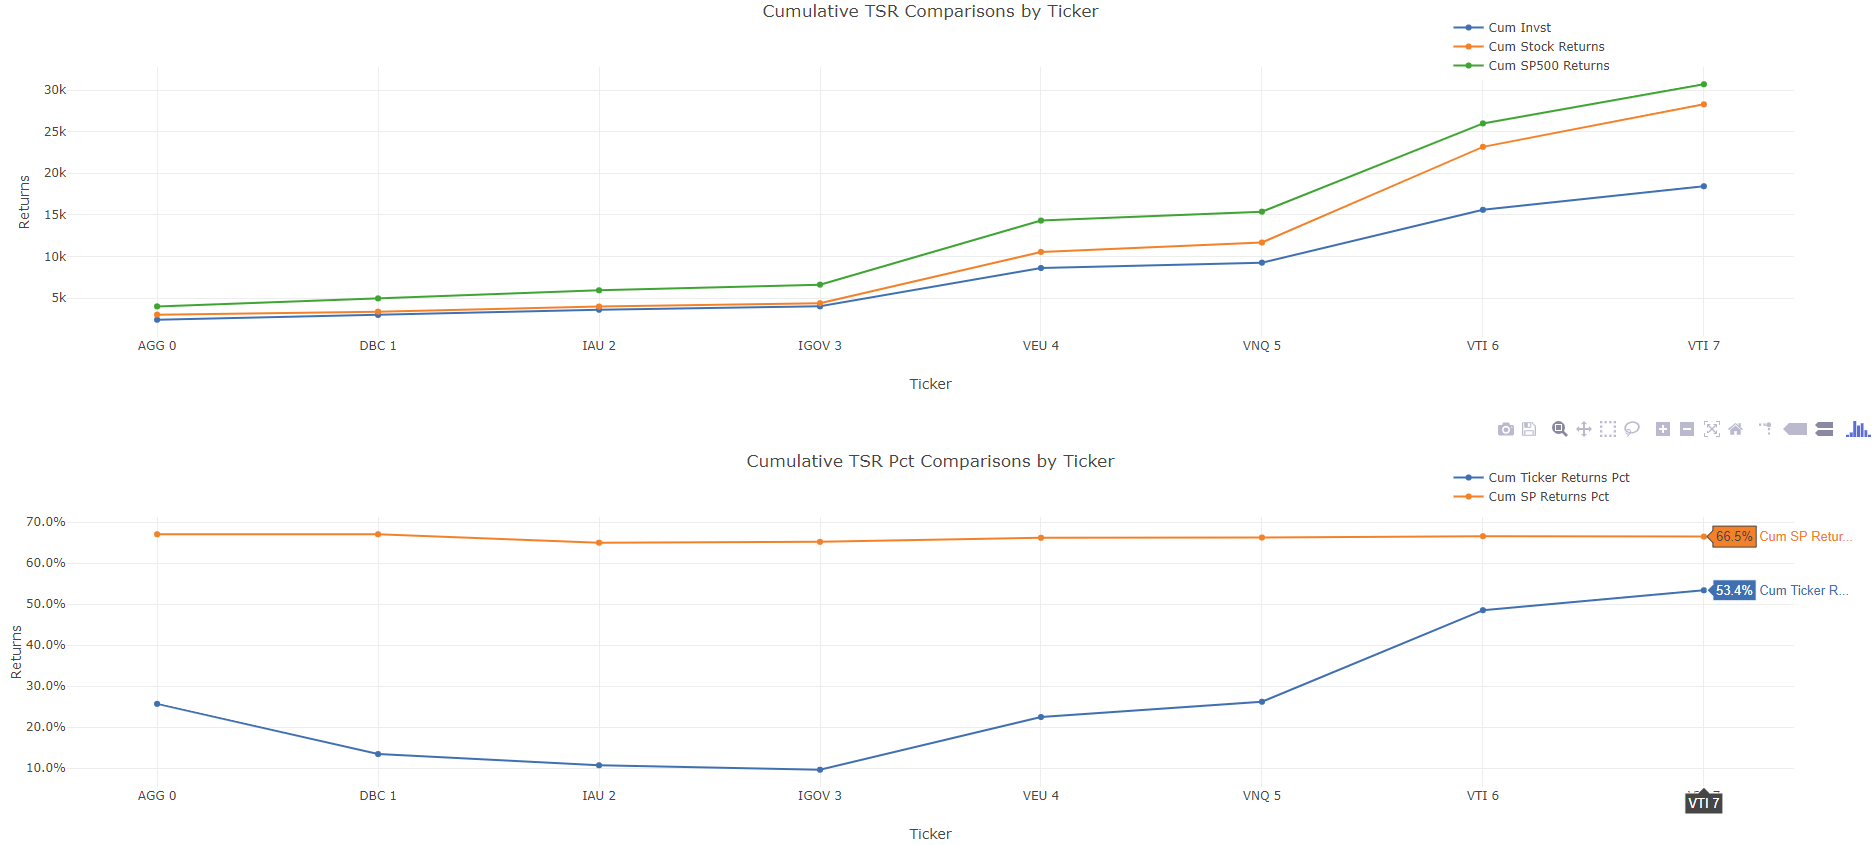 Cumulative TSR Comparisons by Ticker
Cum Invst
Cum Stock Returns
Cum SP500 Returns
30k
25k
20k
15k
10k
5k
Returns
AGG 0 DBC 1 IAU 2 IGOV 3 VEU 4 VNQ 5 VTI 6 VTI 7
Ticker
Cumulative TSR Pct Comparisons by Ticker
Cum Ticker Returns Pct
Cum SP Returns Pct
70.0%
60.0%
50.0%
40.0%
30.0%
20.0%
10.0%
Returns
66.5% Cum SP Retur...
53.4% Cum Ticker R...
AGG 0 DBC 1 IAU 2 IGOV 3 VEU 4 VNQ 5 VTI 6
VTI 7
Ticker